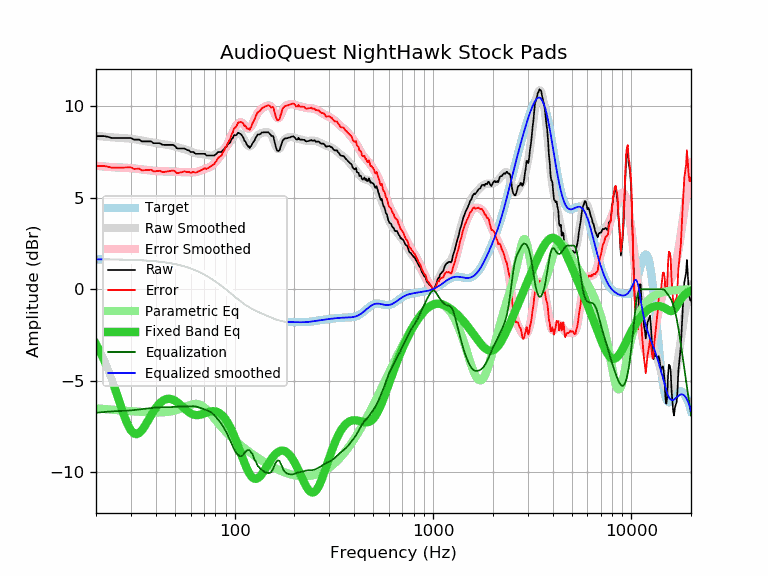 AudioQuest NightHawk Stock Pads
Amplitude (dBr)
10
5
0
−5
−10
Target
Raw Smoothed
Error Smoothed
Raw
Error
Parametric Eq
Fixed Band Eq
Equalization
Equalized smoothed
100
1000
10000
Frequency (Hz)